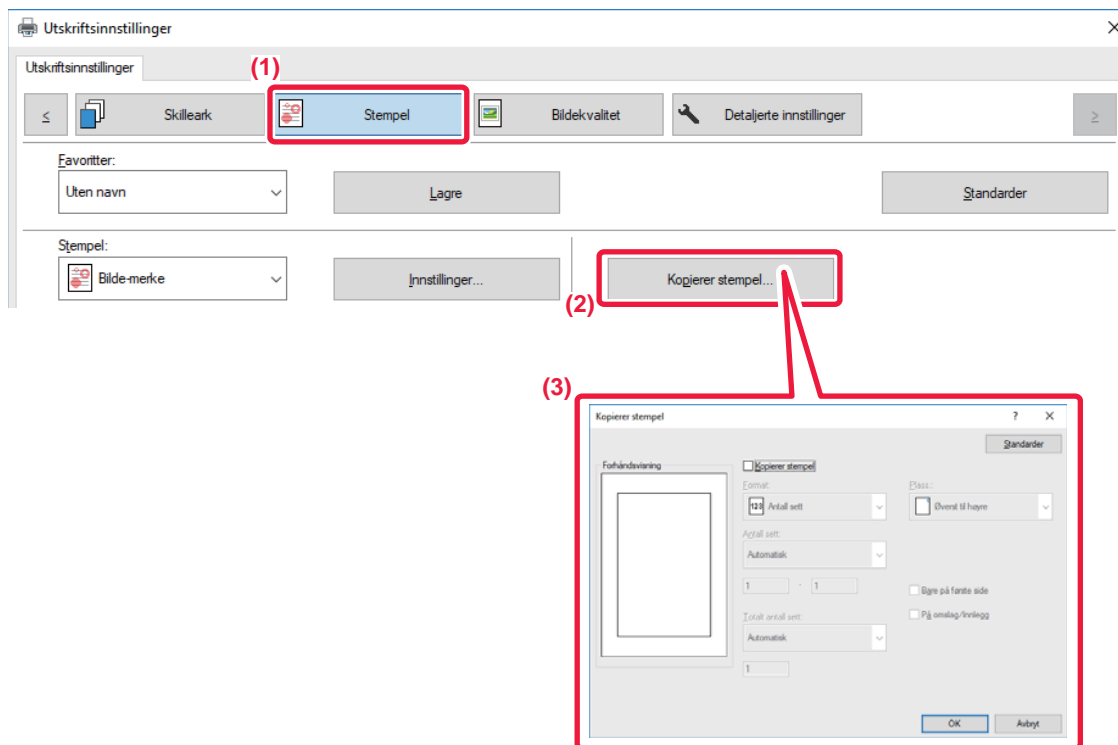 Utskriftsinnstillinger
Utskriftsinnstillinger
(1)
<
Skilleark
Stempel
Bildekvalitet
Detaljerte innstillinger
>
Favoritter:
Uten navn
Lagre
Standarder
Stempel:
Bilde-merke
Innstillinger...
Kopierer stempel...
(2)
(3)
Kopierer stempel
?
Standarder
Forhåndsvisning
Kopierer stempel
Format:
Plass.:
123 Antall sett
Øverst til høyre
Antall sett:
Automatisk
1 - 1
Bare på første side
På omslag/Innlegg
Totalt antall sett:
Automatisk
1
OK
Avbryt